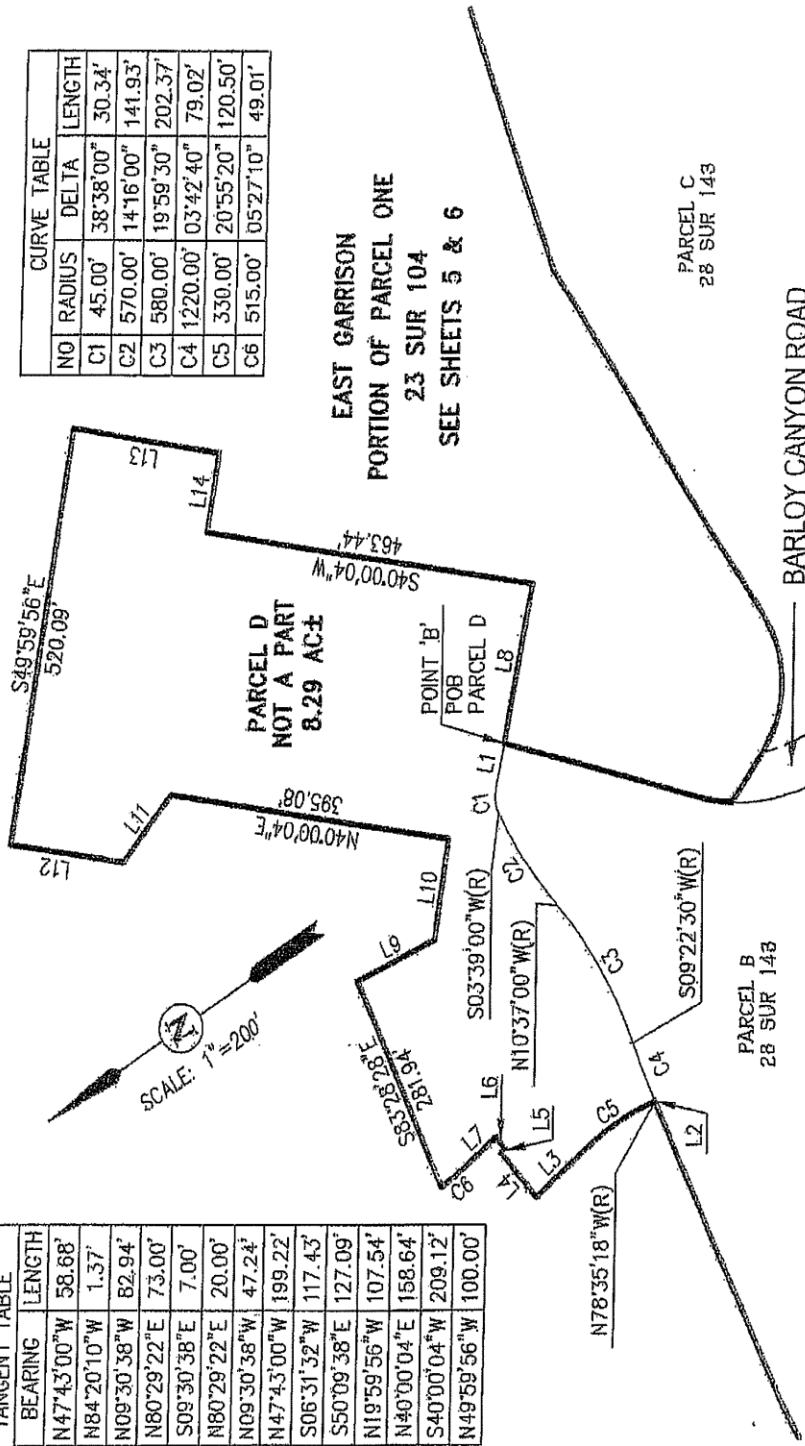 TANGENT TABLE
BEARING LENGTH
N47°43'00"W 58.68'
N84°20'10"W 1.37'
N09°30'38"W 82.94'
N80°29'22"E 73.00'
S09°30'38"E 7.00'
N80°29'22"E 20.00'
N09°30'38"W 47.24'
N47°43'00"W 199.22'
S06°31'32"W 117.43'
S50°09'38"E 127.09'
N19°59'56"W 107.54'
N40°00'04"E 158.64'
S40°00'04"W 209.12'
N49°59'56"W 100.00'
CURVE TABLE
NO RADIUS DELTA LENGTH
C1 45.00' 38°38'00" 30.34'
C2 570.00' 14°16'00" 141.93'
C3 580.00' 19°59'30" 202.37'
C4 1220.00' 03°42'40" 79.02'
C5 330.00' 20°55'20" 120.50'
C6 515.00' 05°27'10" 49.01'
SCALE: 1"=200'
N
S49°59'56"E
520.09'
L13
L14
L12
L11
PARCEL D
NOT A PART
8.29 AC±
S40°00'04"W
463.44'
N40°00'04"E
395.08'
EAST GARRISON
PORTION OF PARCEL ONE
23 SUR 104
SEE SHEETS 5 & 6
L10
L9
S83°28'28"E
281.94'
L8
POINT 'B'
POB
PARCEL D
L1
C1
C2
S03°39'00"W(R)
N10°37'00"W(R)
C3
S09°22'30"W(R)
C4
L6
L5
L7
C6
L4
L3
C5
L2
N78°35'18"W(R)
PARCEL B
28 SUR 143
PARCEL C
28 SUR 143
BARLOY CANYON ROAD